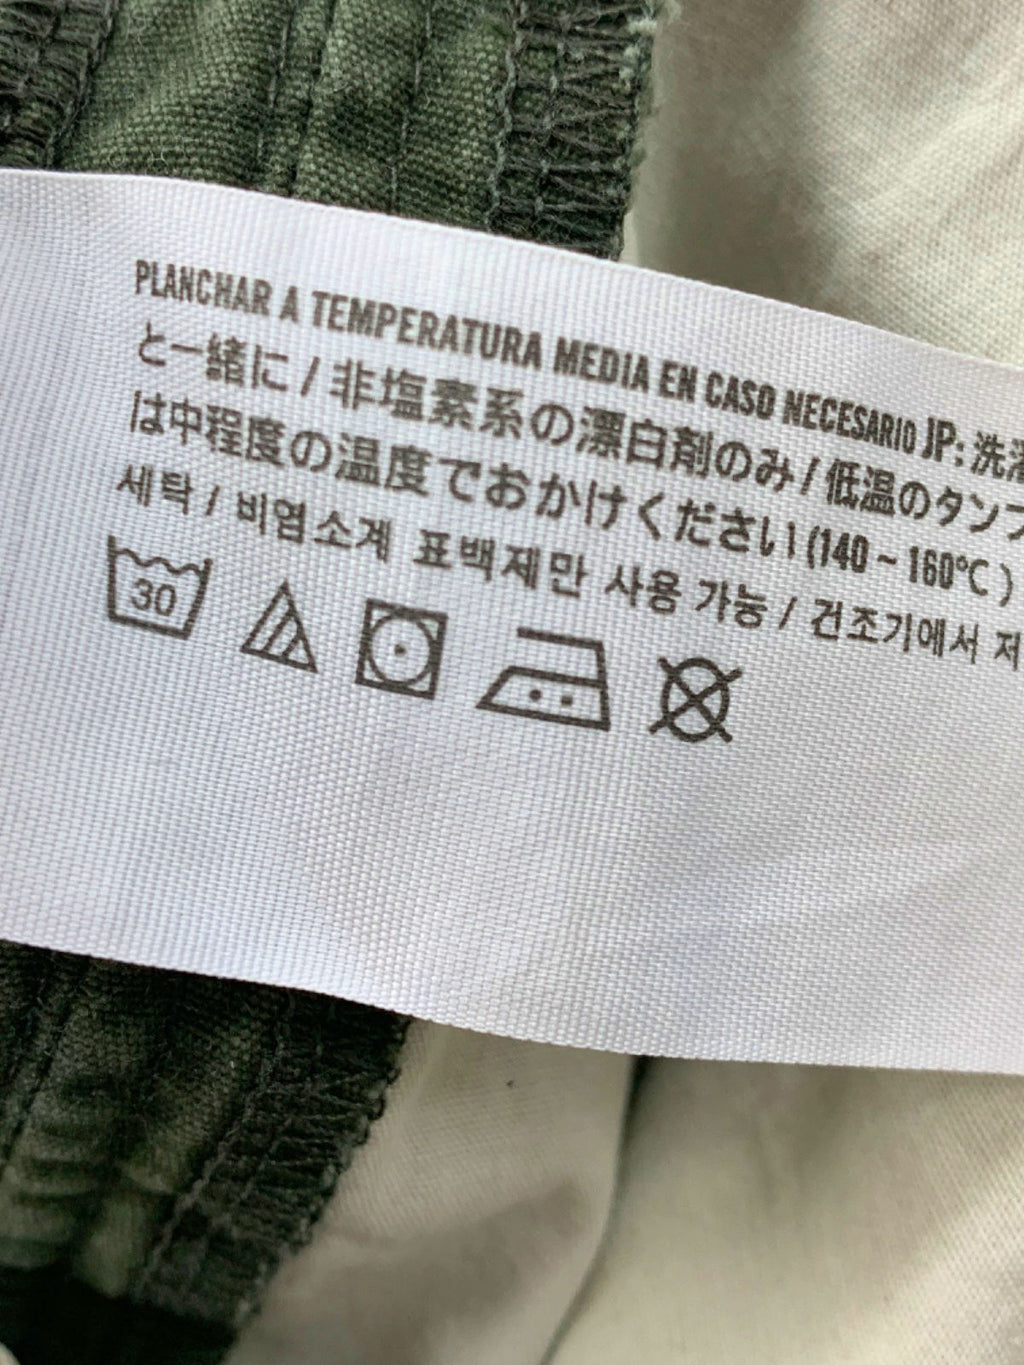 PLANCHAR A TEMPERATURA MEDIA EN CASO NECESARIO JP: 洗濯
と一緒に / 非塩素系の漂白剤のみ / 低温のタンブ
は中程度の温度でおかけください (140 ~ 160°C )
세탁 / 비염소계 표백제만 사용 가능 / 건조기에서 저
30